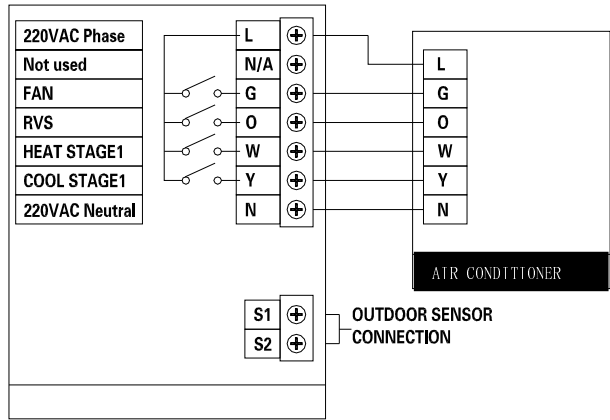 220VAC Phase L
Not used N/A L
FAN G G
RVS O O
HEAT STAGE1 W W
COOL STAGE1 Y Y
220VAC Neutral N N
AIR CONDITIONER
S1 OUTDOOR SENSOR
S2 CONNECTION